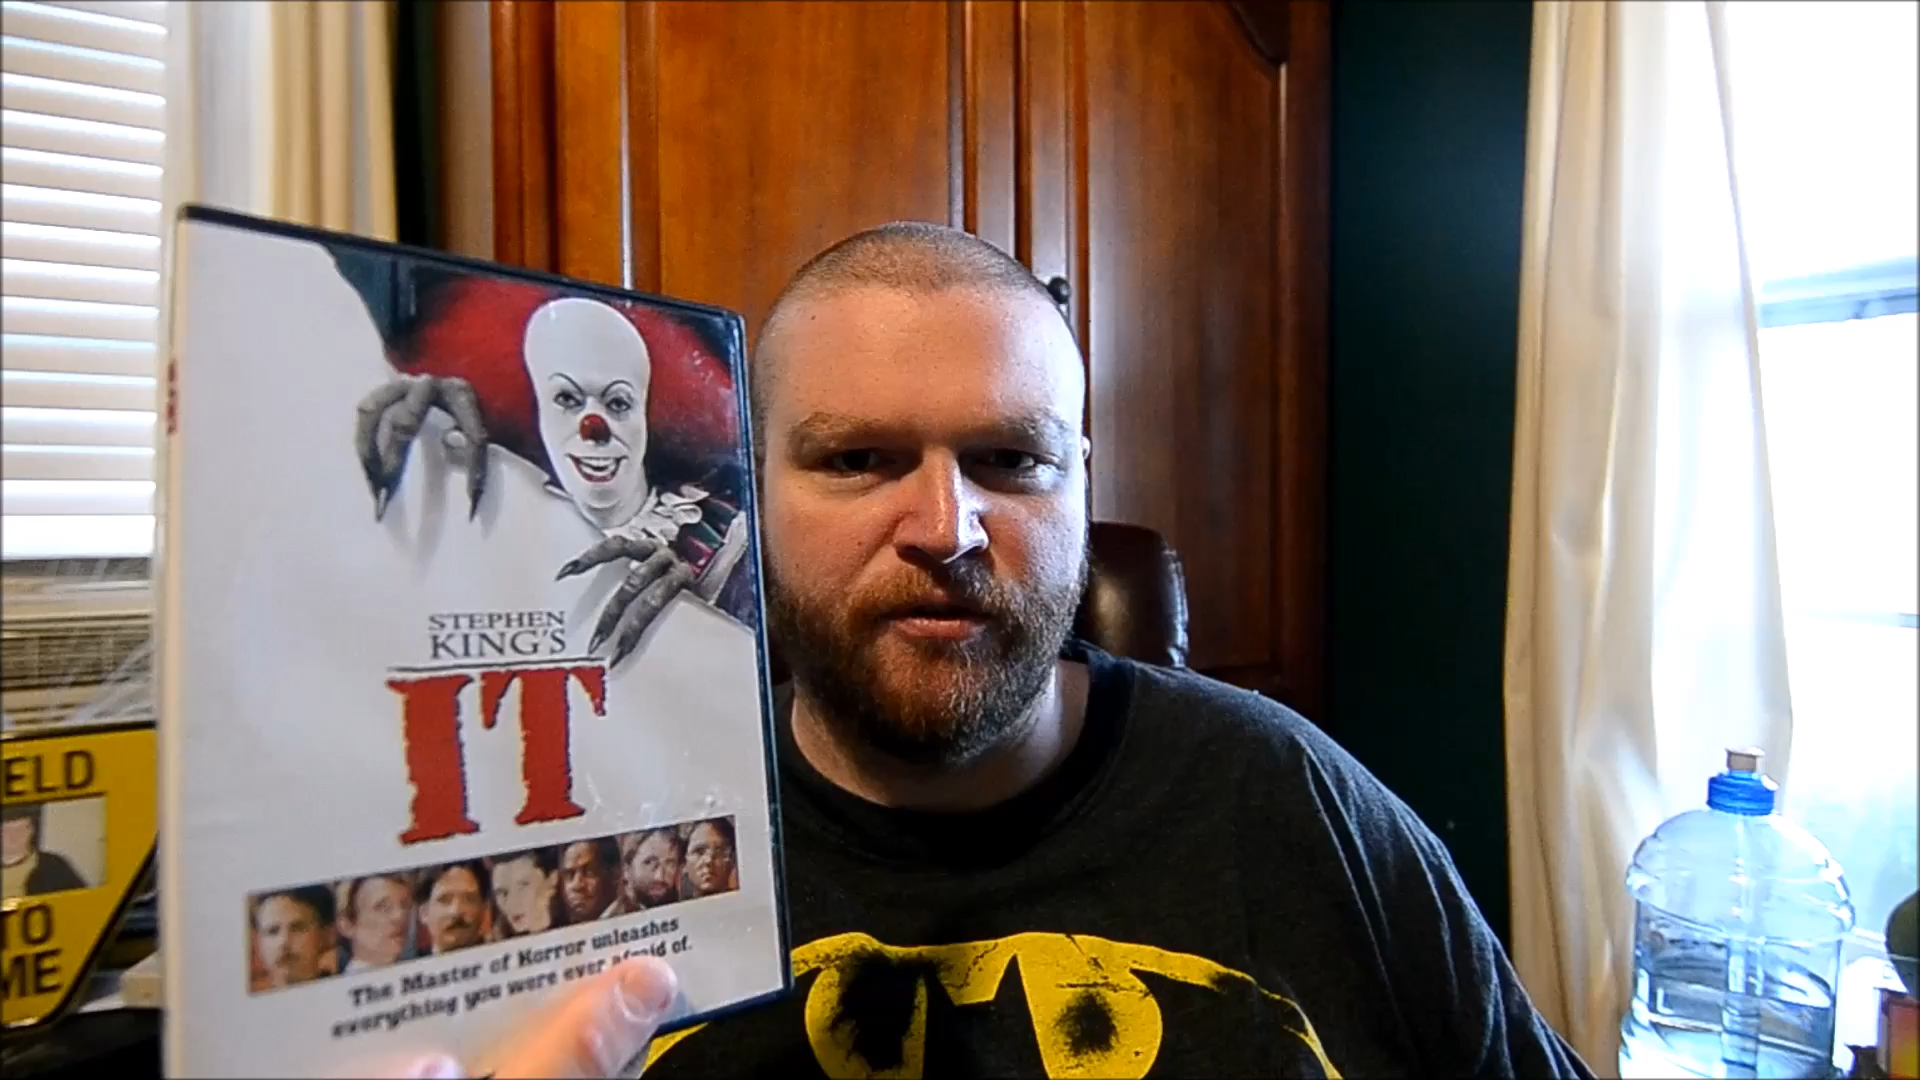 STEPHEN
KING'S
IT
The Master of Horror unleashes
everything you were ever afraid of.
ELD
TO
ME